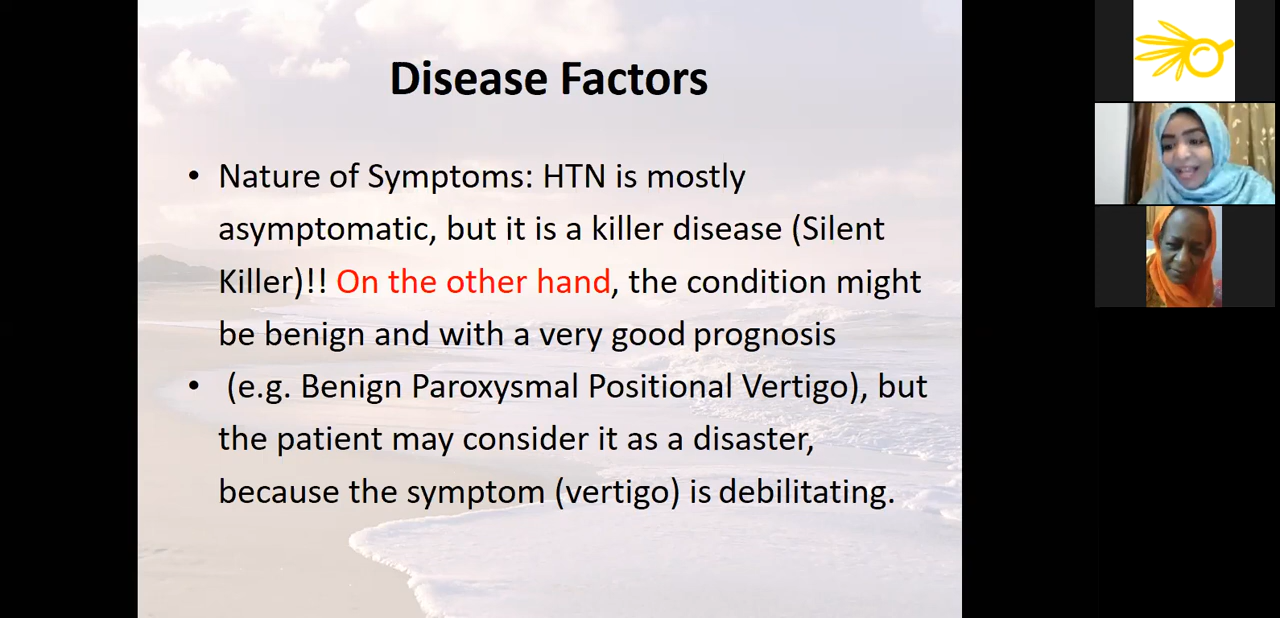 Disease Factors
• Nature of Symptoms: HTN is mostly
asymptomatic, but it is a killer disease (Silent
Killer)!! On the other hand, the condition might
be benign and with a very good prognosis
• (e.g. Benign Paroxysmal Positional Vertigo), but
the patient may consider it as a disaster,
because the symptom (vertigo) is debilitating.